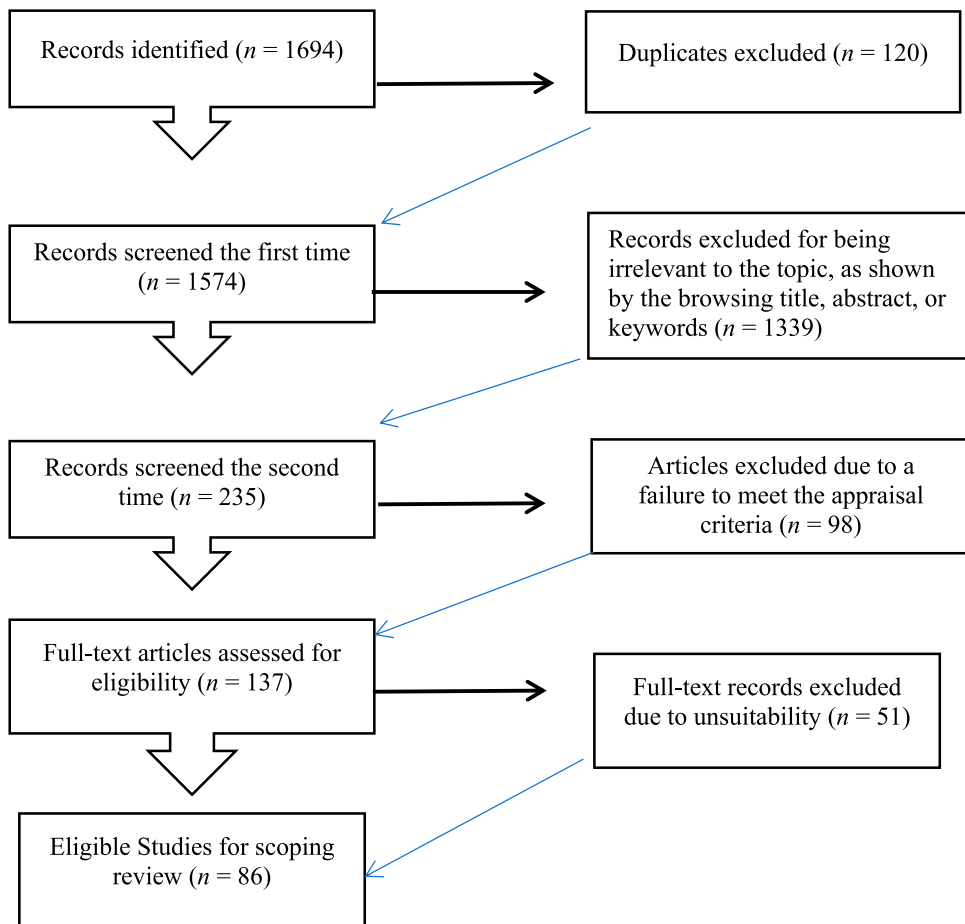 Records identified (n = 1694)
Duplicates excluded (n = 120)
Records screened the first time
(n = 1574)
Records excluded for being
irrelevant to the topic, as shown
by the browsing title, abstract, or
keywords (n = 1339)
Records screened the second
time (n = 235)
Articles excluded due to a
failure to meet the appraisal
criteria (n = 98)
Full-text articles assessed for
eligibility (n = 137)
Full-text records excluded
due to unsuitability (n = 51)
Eligible Studies for scoping
review (n = 86)